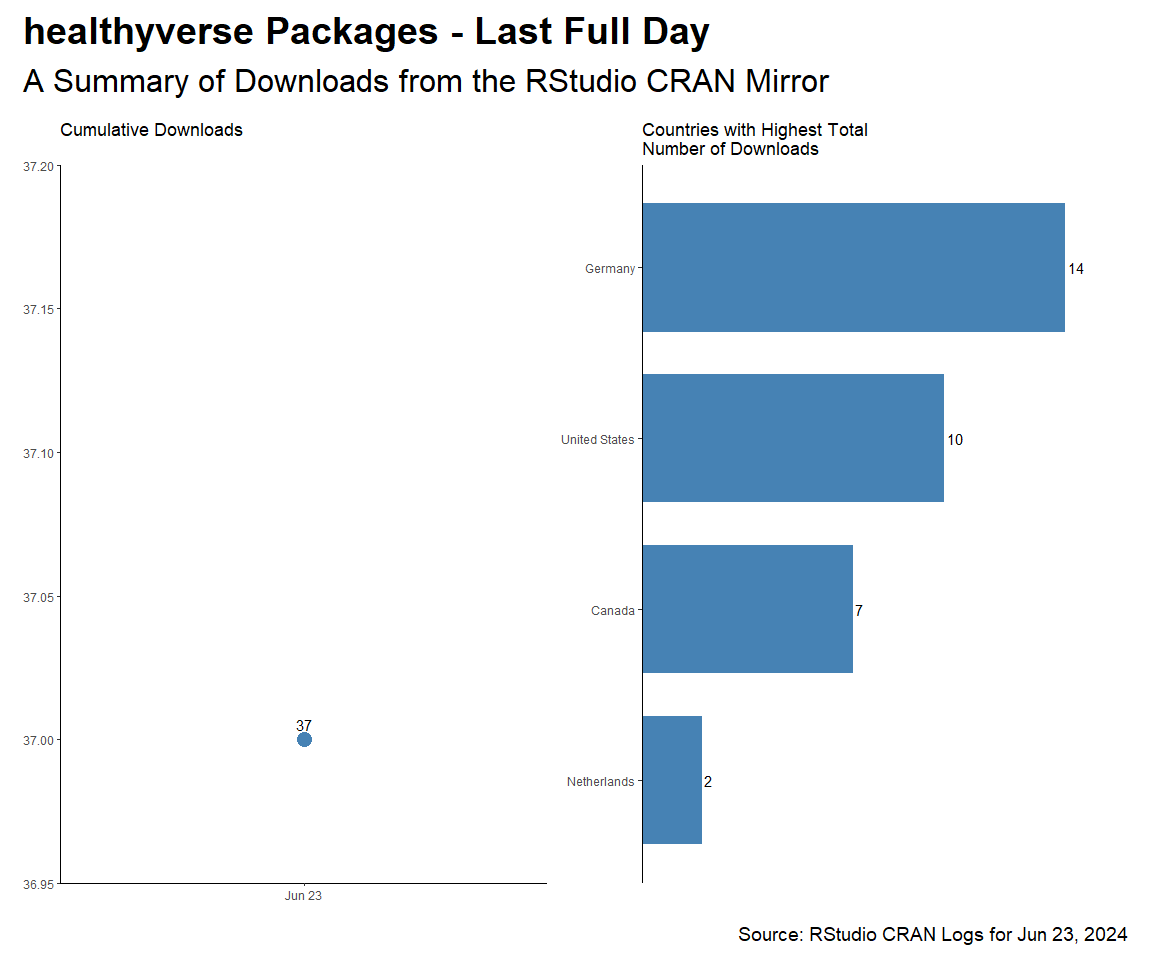 healthyverse Packages - Last Full Day
A Summary of Downloads from the RStudio CRAN Mirror
Cumulative Downloads
37.20
37.15
37.10
37.05
37.00
36.95
37
Jun 23
Countries with Highest Total
Number of Downloads
Germany
14
United States
10
Canada
7
Netherlands
2
Source: RStudio CRAN Logs for Jun 23, 2024